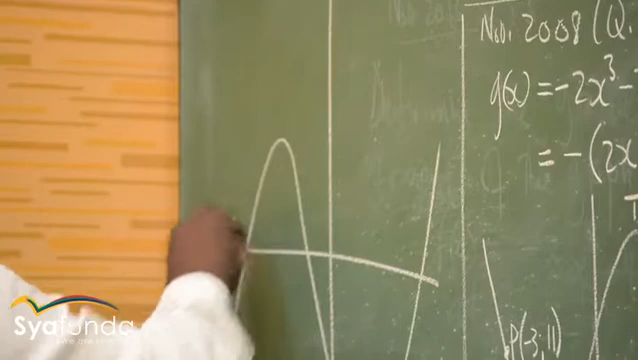 Nov. 2008 (Q.
g(x) = -2x³ -
= - (2x
P(-3, 11)
Syafunda